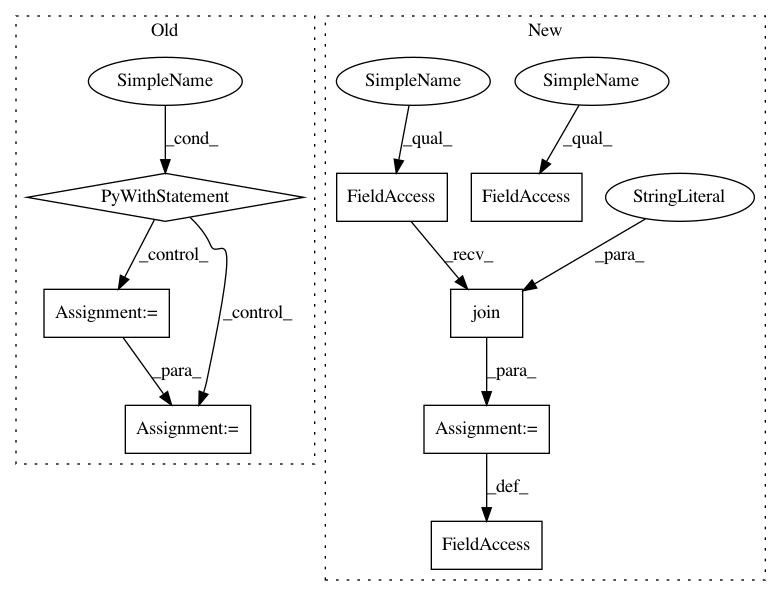 Old
New
SimpleName
SimpleName
SimpleName
_cond_
_qual_
_qual_
PyWithStatement
FieldAccess
FieldAccess
StringLiteral
_control_
_control_
_recv_
_para_
Assignment:=
join
_para_
_para_
Assignment:=
Assignment:=
_def_
FieldAccess